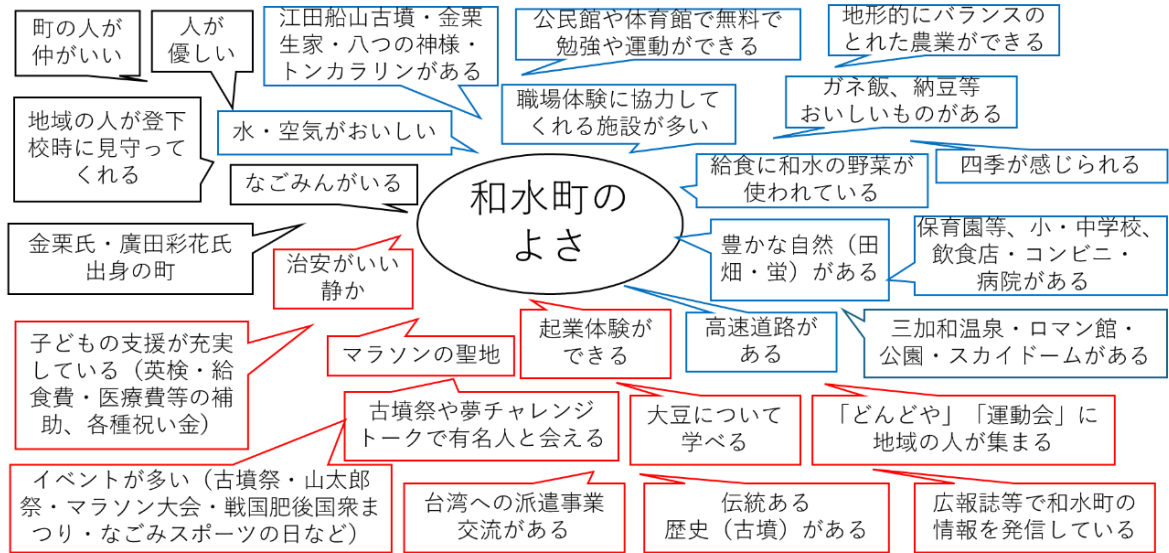 町の人が
仲がいい
人が
優しい
江田船山古墳・金栗
生家・八つの神様・
トンカラリンがある
公民館や体育館で無料で
勉強や運動ができる
地形的にバランスの
とれた農業ができる
地域の人が登下
校時に見守って
くれる
水・空気がおいしい
職場体験に協力して
くれる施設が多い
ガネ飯、納豆等
おいしいものがある
なごみんがいる
和水町の
よさ
給食に和水の野菜が
使われている
四季が感じられる
金栗氏・廣田彩花氏
出身の町
治安がいい
静か
豊かな自然（田
畑・蛍）がある
保育園等、小・中学校、
飲食店・コンビニ・
病院がある
子どもの支援が充実
している（英検・給
食費・医療費等の補
助、各種祝い金）
マラソンの聖地
起業体験が
できる
高速道路が
ある
三加和温泉・ロマン館・
公園・スカイドームがある
古墳祭や夢チャレンジ
トークで有名人と会える
大豆について
学べる
「どんどや」「運動会」に
地域の人が集まる
イベントが多い（古墳祭・山太郎
祭・マラソン大会・戦国肥後国衆ま
つり・なごみスポーツの日など）
台湾への派遣事業
交流がある
伝統ある
歴史（古墳）がある
広報誌等で和水町の
情報を発信している